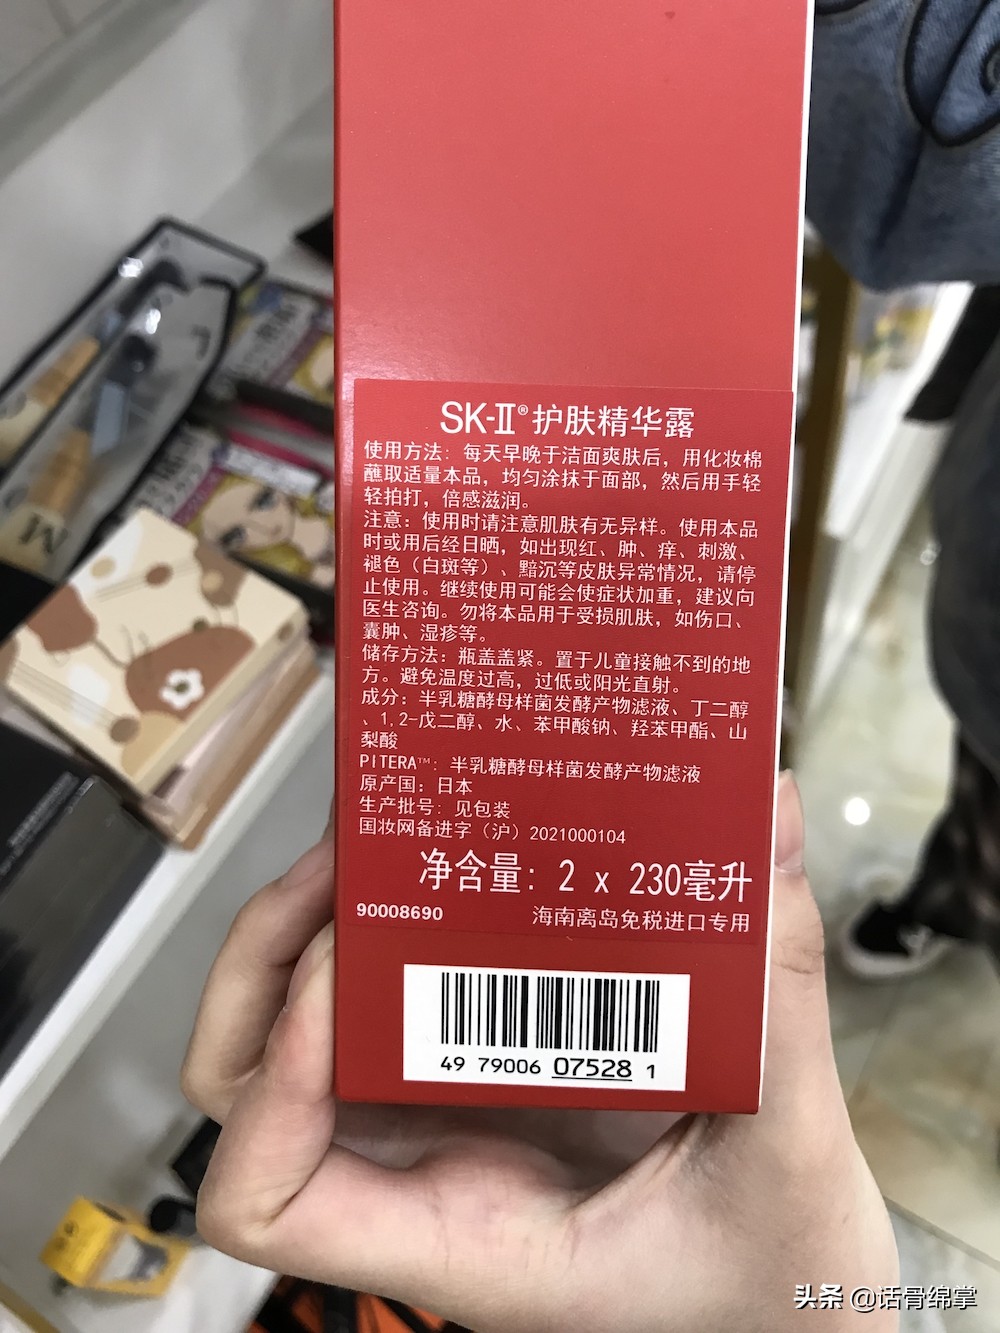 SK-II®护肤精华露
使用方法：每天早晚于洁面爽肤后，用化妆棉
蘸取适量本品，均匀涂抹于面部，然后用手轻
轻拍打，倍感滋润。
注意：使用时请注意肌肤有无异样。使用本品
时或用后经日晒，如出现红、肿、痒、刺激、
褪色（白斑等）、黯沉等皮肤异常情况，请停
止使用。继续使用可能会使症状加重，建议向
医生咨询。勿将本品用于受损肌肤，如伤口、
囊肿、湿疹等。
储存方法：瓶盖盖紧。置于儿童接触不到的地
方。避免温度过高，过低或阳光直射。
成分：半乳糖酵母样菌发酵产物滤液、丁二醇
、1,2-戊二醇、水、苯甲酸钠、羟苯甲酯、山
梨酸
PITERA™：半乳糖酵母样菌发酵产物滤液
原产国：日本
生产批号：见包装
国妆网备进字（沪）2021000104
净含量：2 x 230毫升
90008690 海南离岛免税进口专用
49 79006 07528 1
M
头条 @话骨绵掌